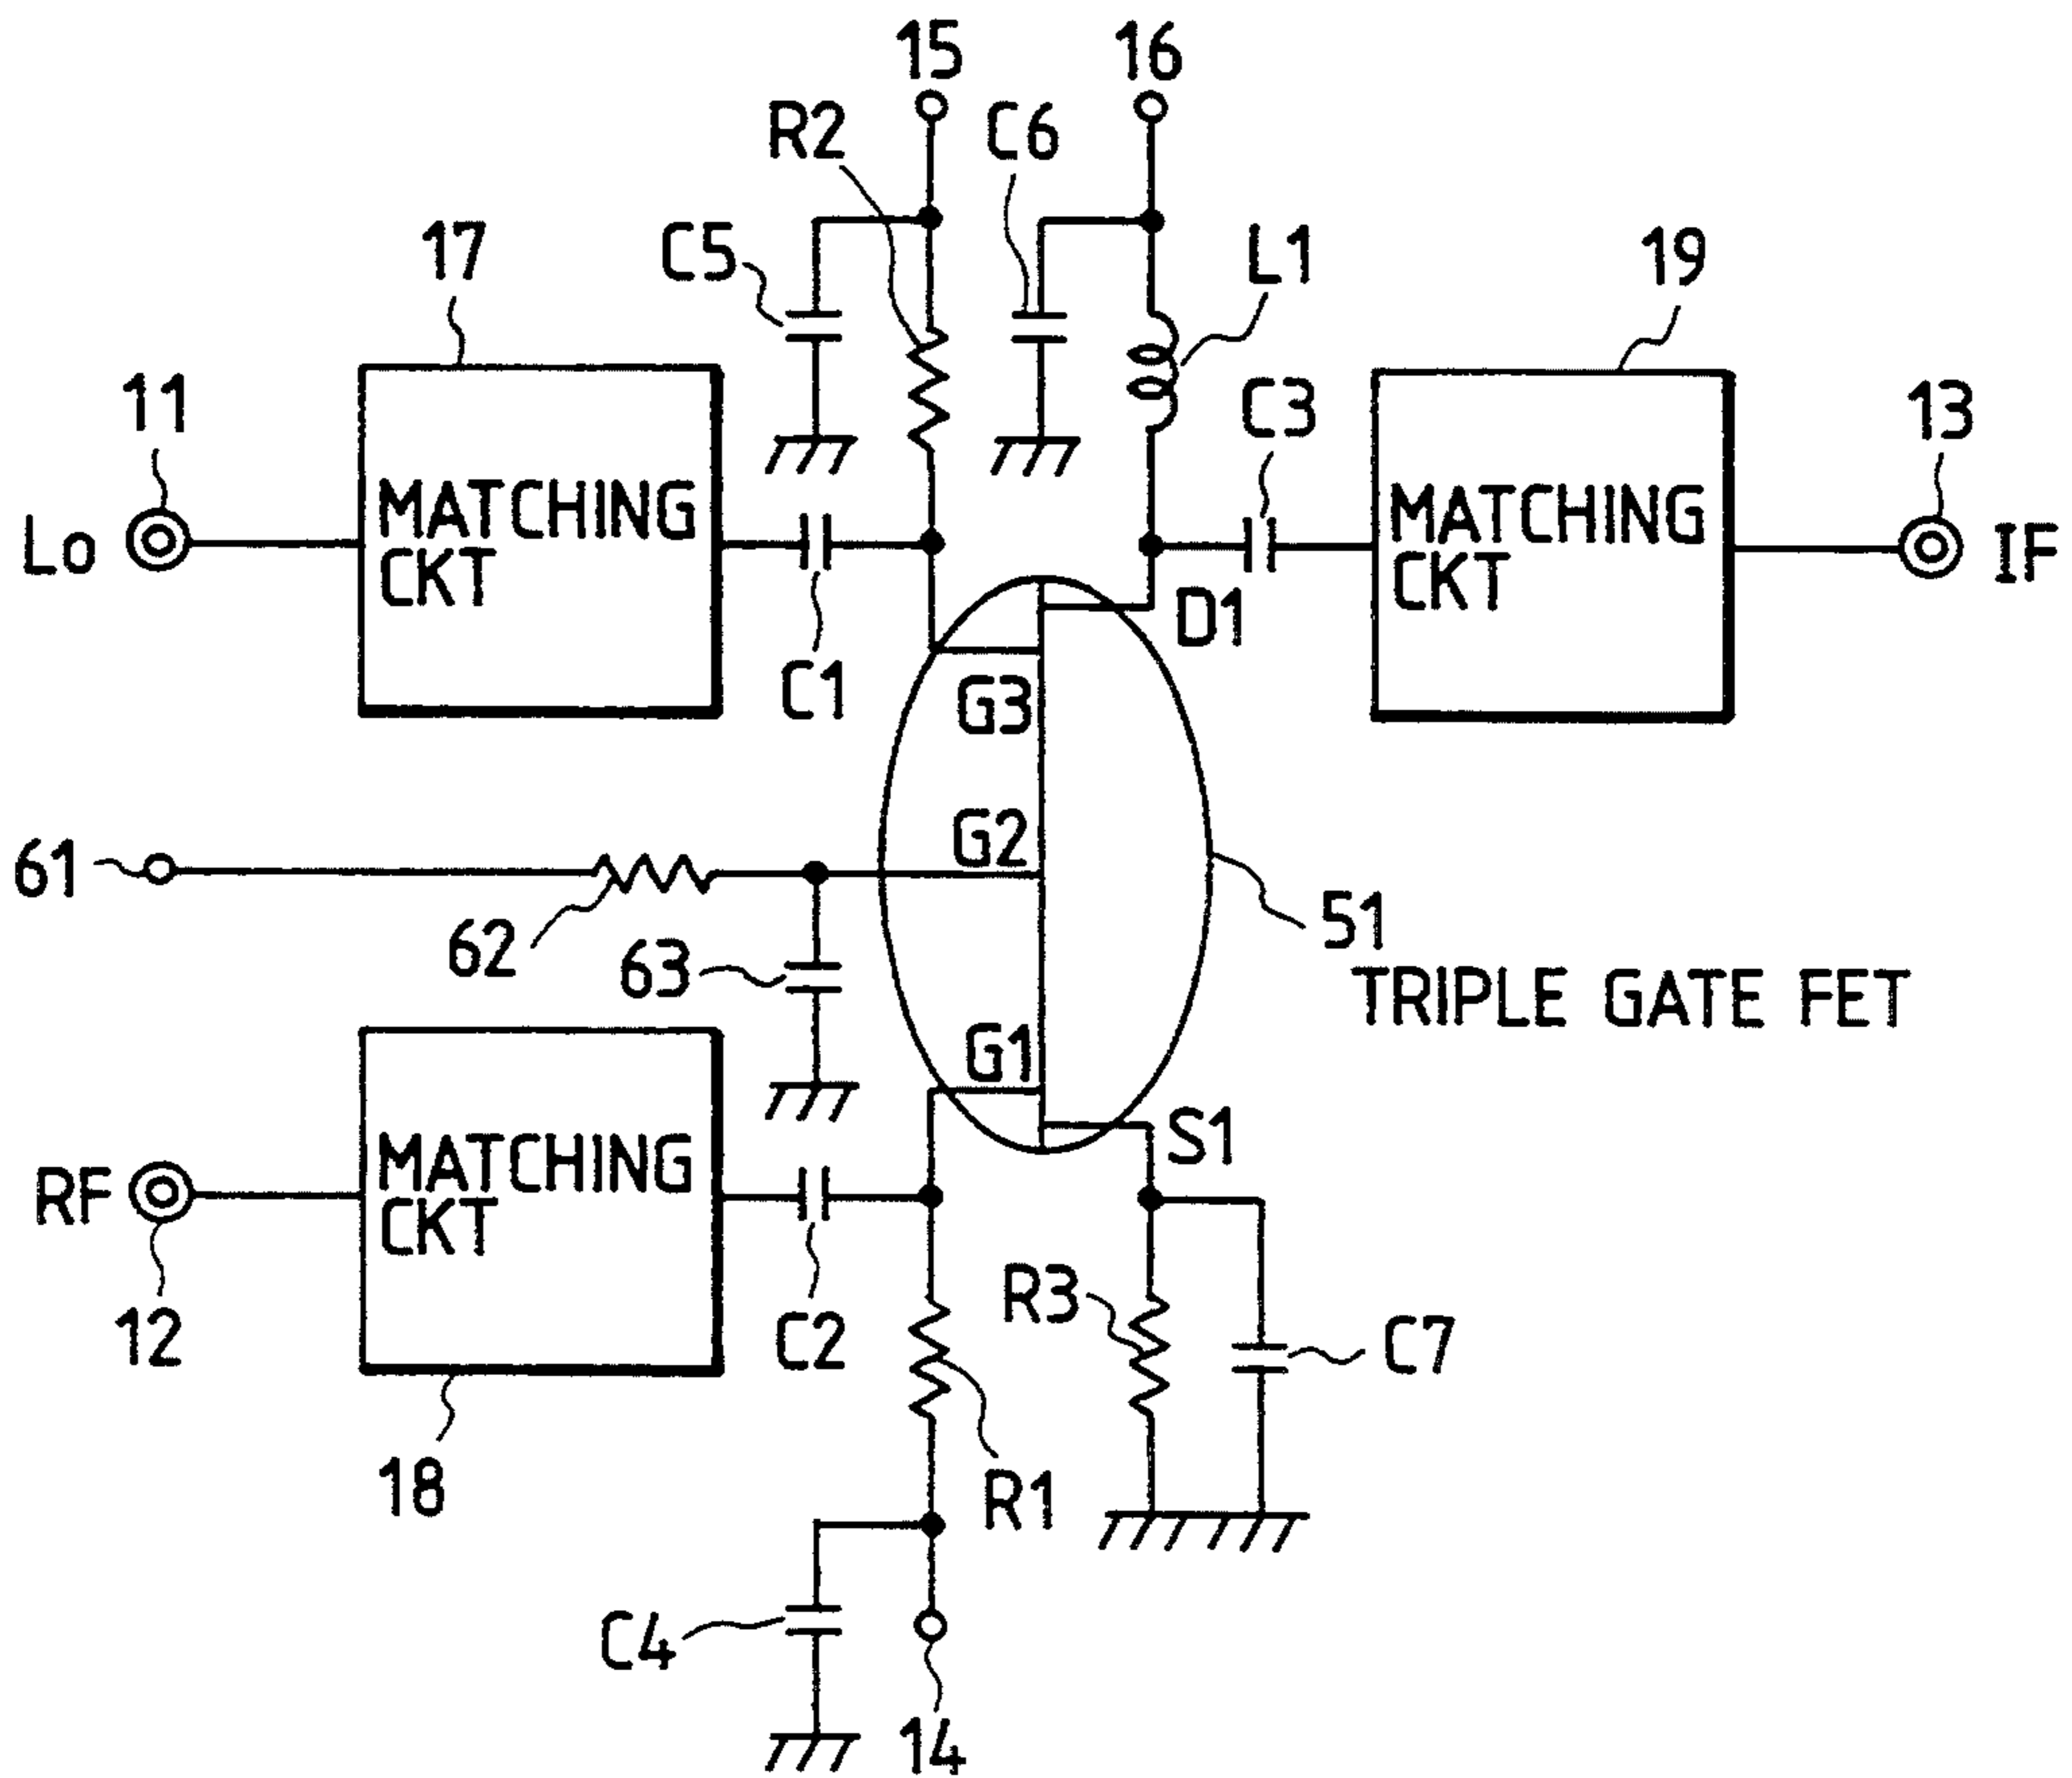 15
16
R2
C6
17
C5
L1
19
11
C3
13
MATCHING
CKT
MATCHING
CKT
Lo
IF
D1
C1
G3
G2
61
51
62
63
TRIPLE GATE FET
G1
S1
MATCHING
CKT
RF
R3
12
C2
C7
18
R1
C4
14